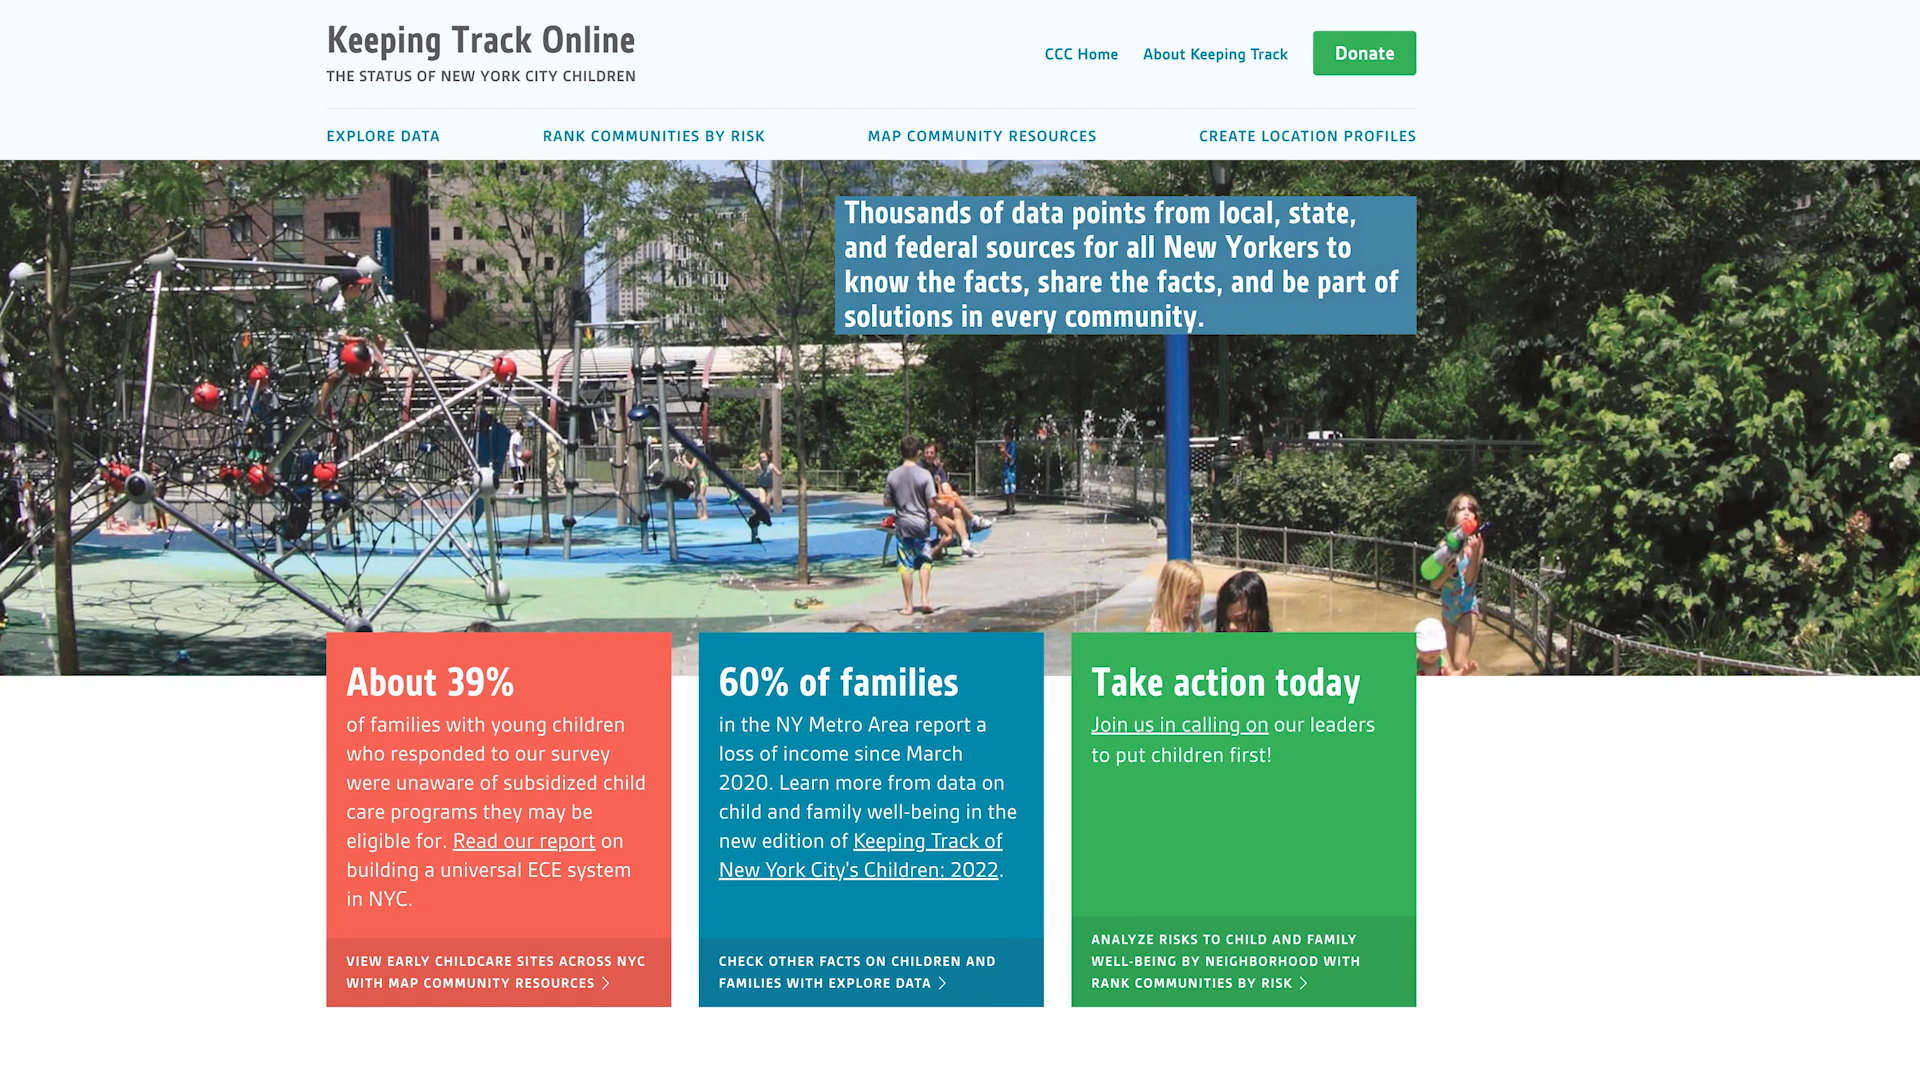 Keeping Track Online
THE STATUS OF NEW YORK CITY CHILDREN
CCC Home
About Keeping Track
Donate
EXPLORE DATA
RANK COMMUNITIES BY RISK
MAP COMMUNITY RESOURCES
CREATE LOCATION PROFILES
Thousands of data points from local, state,
and federal sources for all New Yorkers to
know the facts, share the facts, and be part of
solutions in every community.
About 39%
of families with young children
who responded to our survey
were unaware of subsidized child
care programs they may be
eligible for. Read our report on
building a universal ECE system
in NYC.
VIEW EARLY CHILDCARE SITES ACROSS NYC
WITH MAP COMMUNITY RESOURCES >
60% of families
in the NY Metro Area report a
loss of income since March
2020. Learn more from data on
child and family well-being in the
new edition of Keeping Track of
New York City's Children: 2022.
CHECK OTHER FACTS ON CHILDREN AND
FAMILIES WITH EXPLORE DATA >
Take action today
Join us in calling on our leaders
to put children first!
ANALYZE RISKS TO CHILD AND FAMILY
WELL-BEING BY NEIGHBORHOOD WITH
RANK COMMUNITIES BY RISK >